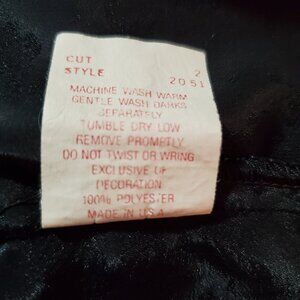 CUT 2
STYLE 2051
MACHINE WASH WARM
GENTLE WASH DARKS
SEPARATELY
TUMBLE DRY LOW
REMOVE PROMPTLY
DO NOT TWIST OR WRING
EXCLUSIVE OF
DECORATION
100% POLYESTER
MADE IN U.S.A.